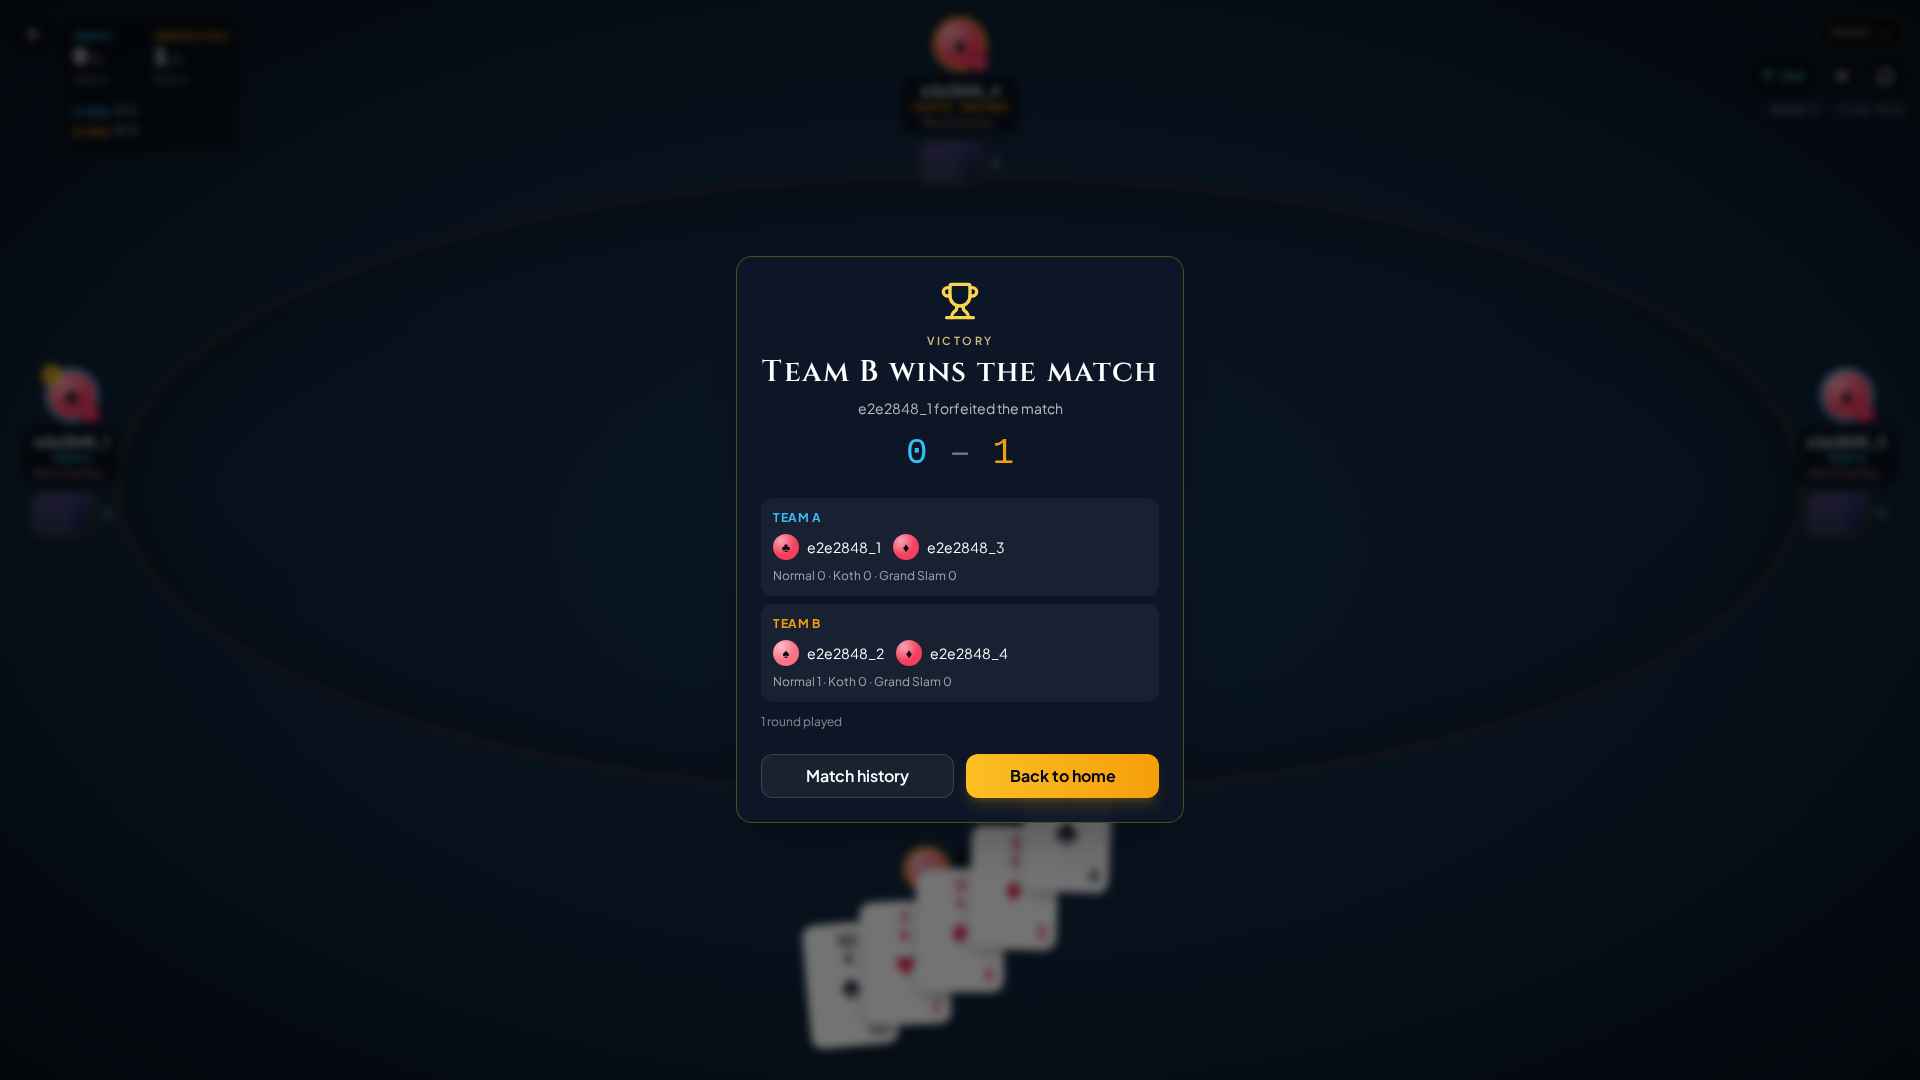 VICTORY
TEAM B WINS THE MATCH
e2e2848_1 forfeited the match
0 – 1
TEAM A
e2e2848_1 e2e2848_3
Normal 0 · Koth 0 · Grand Slam 0
TEAM B
e2e2848_2 e2e2848_4
Normal 1 · Koth 0 · Grand Slam 0
1 round played
Match history Back to home